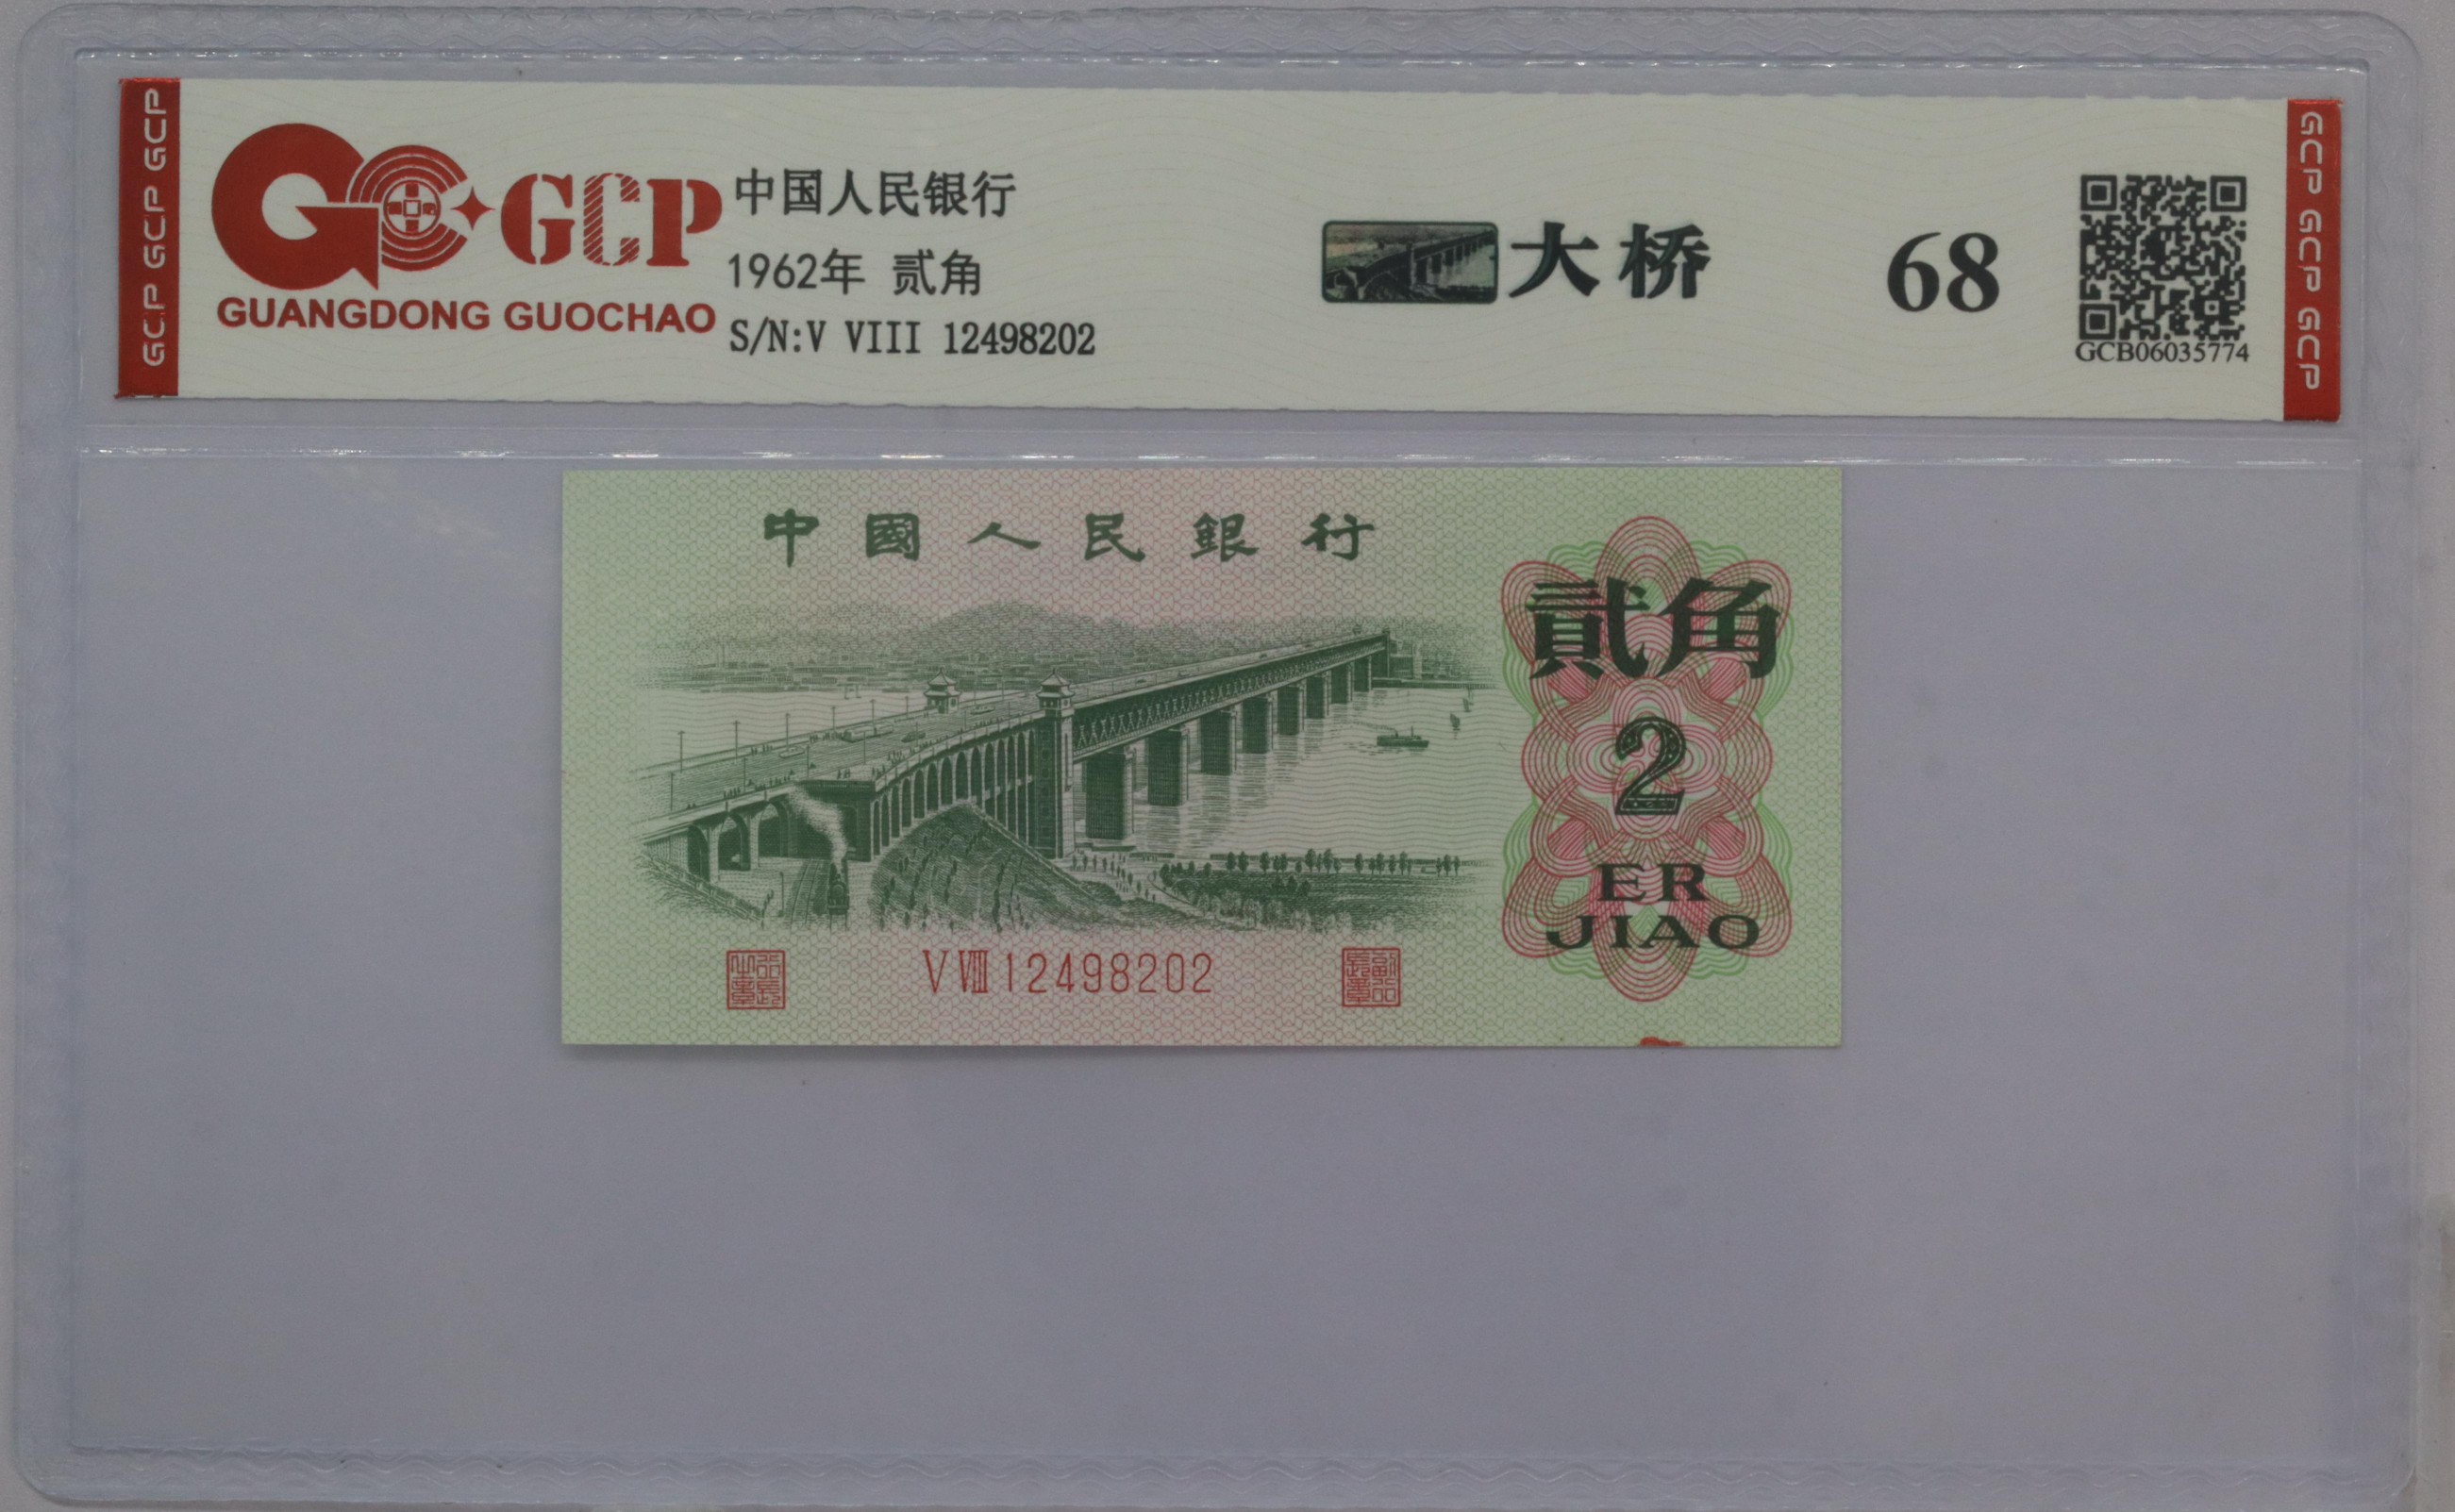 GCP GCP GCP
GCP
GUANGDONG GUOCHAO
中国人民银行
1962年 贰角
S/N:V VIII 12498202
大桥
68
GCB06035774
GCP GCP GCP
中國人民銀行
貳角
2
ER
JIAO
V VIII 12498202